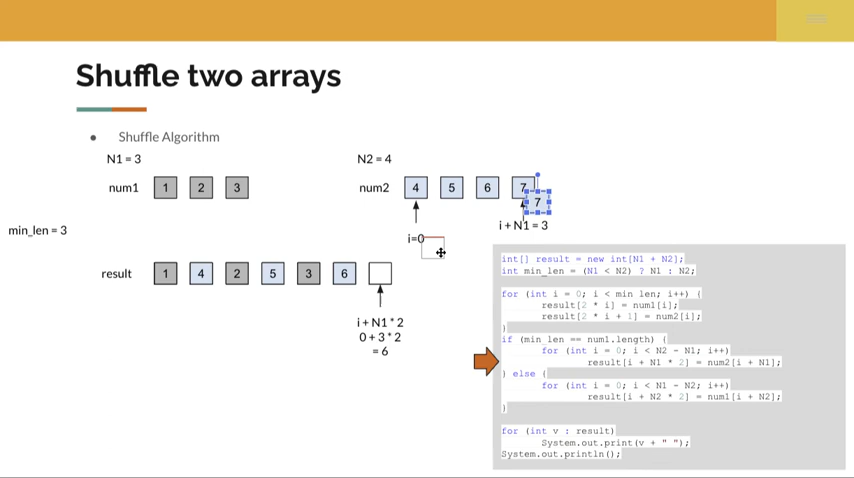 Shuffle two arrays
● Shuffle Algorithm
N1 = 3
N2 = 4
num1 1 2 3
num2 4 5 6 7
7
min_len = 3
i=0
i + N1 = 3
result 1 4 2 5 3 6
i + N1 * 2
0 + 3 * 2
= 6
int[] result = new int[N1 + N2];
int min_len = (N1 < N2) ? N1 : N2;
for (int i = 0; i < min len; i++) {
result[2 * i] = num1[i];
result[2 * i + 1] = num2[i];
}
if (min len == num1.length) {
for (int i = 0; i < N2 - N1; i++)
result[i + N1 * 2] = num2[i + N1];
} else {
for (int i = 0; i < N1 - N2; i++)
result[i + N2 * 2] = num1[i + N2];
}
for (int v : result)
System.out.print(v + " ");
System.out.println();